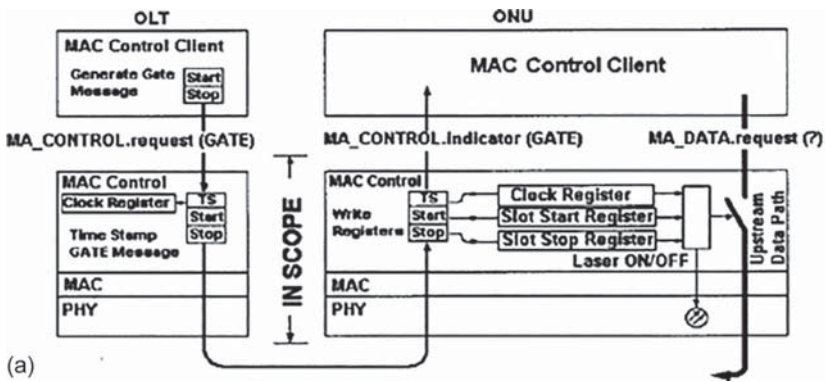 OLT
ONU
MAC Control Client
Generate Gate
Message
Start
Stop
MAC Control Client
MA_CONTROL.request (GATE)
MA_CONTROL.Indicator (GATE)
MA_DATA.request (?)
MAC Control
Clock Register
TS
Start
Stop
Time Stamp
GATE Message
MAC
PHY
IN SCOPE
MAC Control
Write
Registers
TS
Start
Stop
Clock Register
Slot Start Register
Slot Stop Register
Laser ON/OFF
Upstream
Data Path
MAC
PHY
(a)